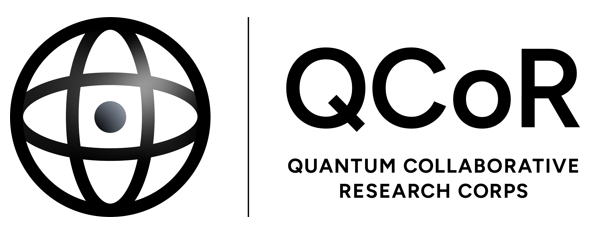 QCoR
QUANTUM COLLABORATIVE
RESEARCH CORPS